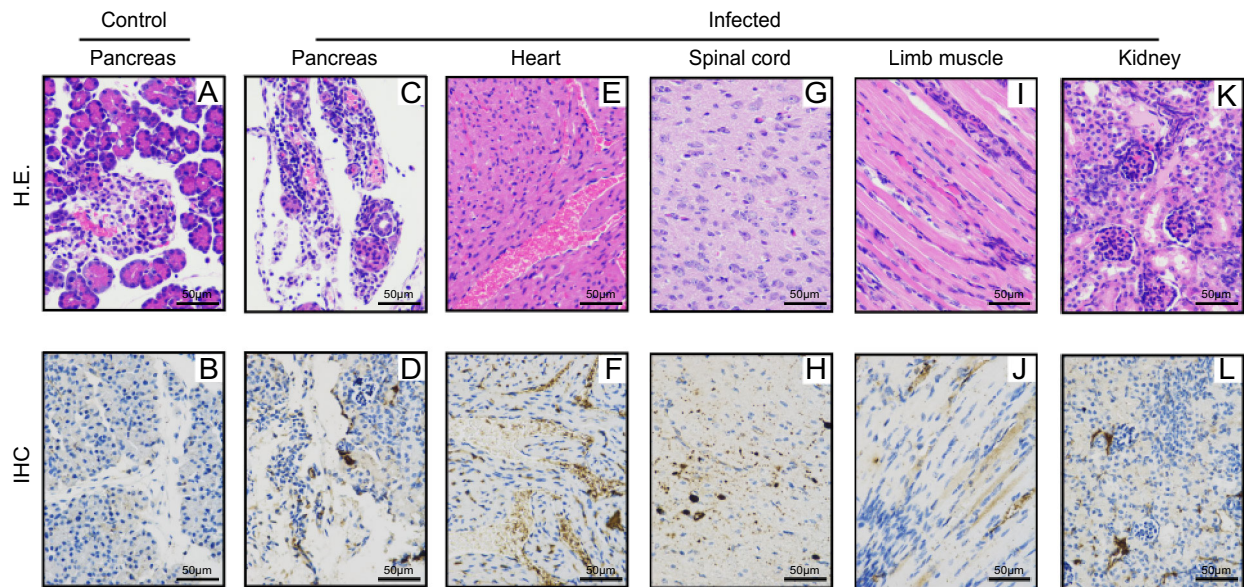 Control Infected
Pancreas Pancreas Heart Spinal cord Limb muscle Kidney
H.E.
A C E G I K
50μm 50μm 50μm 50μm 50μm 50μm
IHC
B D F H J L
50μm 50μm 50μm 50μm 50μm 50μm